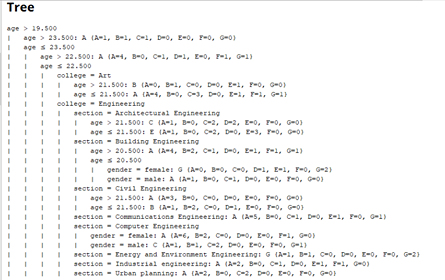 Tree
age > 19.500
|   age > 23.500: A (A=1, B=1, C=1, D=0, E=0, F=0, G=0)
|   age ≤ 23.500
|   |   age > 22.500: A (A=4, B=0, C=1, D=1, E=0, F=1, G=1)
|   |   age ≤ 22.500
|   |   |   college = Art
|   |   |   |   age > 21.500: B (A=0, B=1, C=0, D=0, E=1, F=0, G=0)
|   |   |   |   age ≤ 21.500: A (A=4, B=0, C=3, D=0, E=1, F=1, G=1)
|   |   |   college = Engineering
|   |   |   |   section = Architectural Engineering
|   |   |   |   |   age > 21.500: C (A=1, B=0, C=2, D=2, E=0, F=0, G=0)
|   |   |   |   |   age ≤ 21.500: E (A=1, B=0, C=2, D=0, E=3, F=0, G=0)
|   |   |   |   section = Building Engineering
|   |   |   |   |   age > 20.500: A (A=4, B=2, C=1, D=0, E=1, F=1, G=1)
|   |   |   |   |   age ≤ 20.500
|   |   |   |   |   |   gender = female: G (A=0, B=0, C=0, D=1, E=1, F=0, G=2)
|   |   |   |   |   |   gender = male: A (A=1, B=0, C=1, D=0, E=0, F=0, G=0)
|   |   |   |   section = Civil Engineering
|   |   |   |   |   age > 21.500: A (A=3, B=0, C=0, D=0, E=0, F=0, G=0)
|   |   |   |   |   age ≤ 21.500: B (A=1, B=2, C=0, D=1, E=0, F=0, G=0)
|   |   |   |   section = Communications Engineering: A (A=5, B=0, C=1, D=0, E=1, F=0, G=1)
|   |   |   |   section = Computer Engineering
|   |   |   |   |   gender = female: A (A=6, B=2, C=0, D=0, E=0, F=1, G=0)
|   |   |   |   |   gender = male: C (A=1, B=1, C=2, D=0, E=0, F=0, G=1)
|   |   |   |   section = Energy and Environment Engineering: G (A=1, B=1, C=0, D=0, E=0, F=0, G=2)
|   |   |   |   section = Industrial engineering: A (A=2, B=0, C=1, D=0, E=1, F=1, G=0)
|   |   |   |   section = Urban planning: A (A=2, B=0, C=2, D=0, E=0, F=0, G=0)